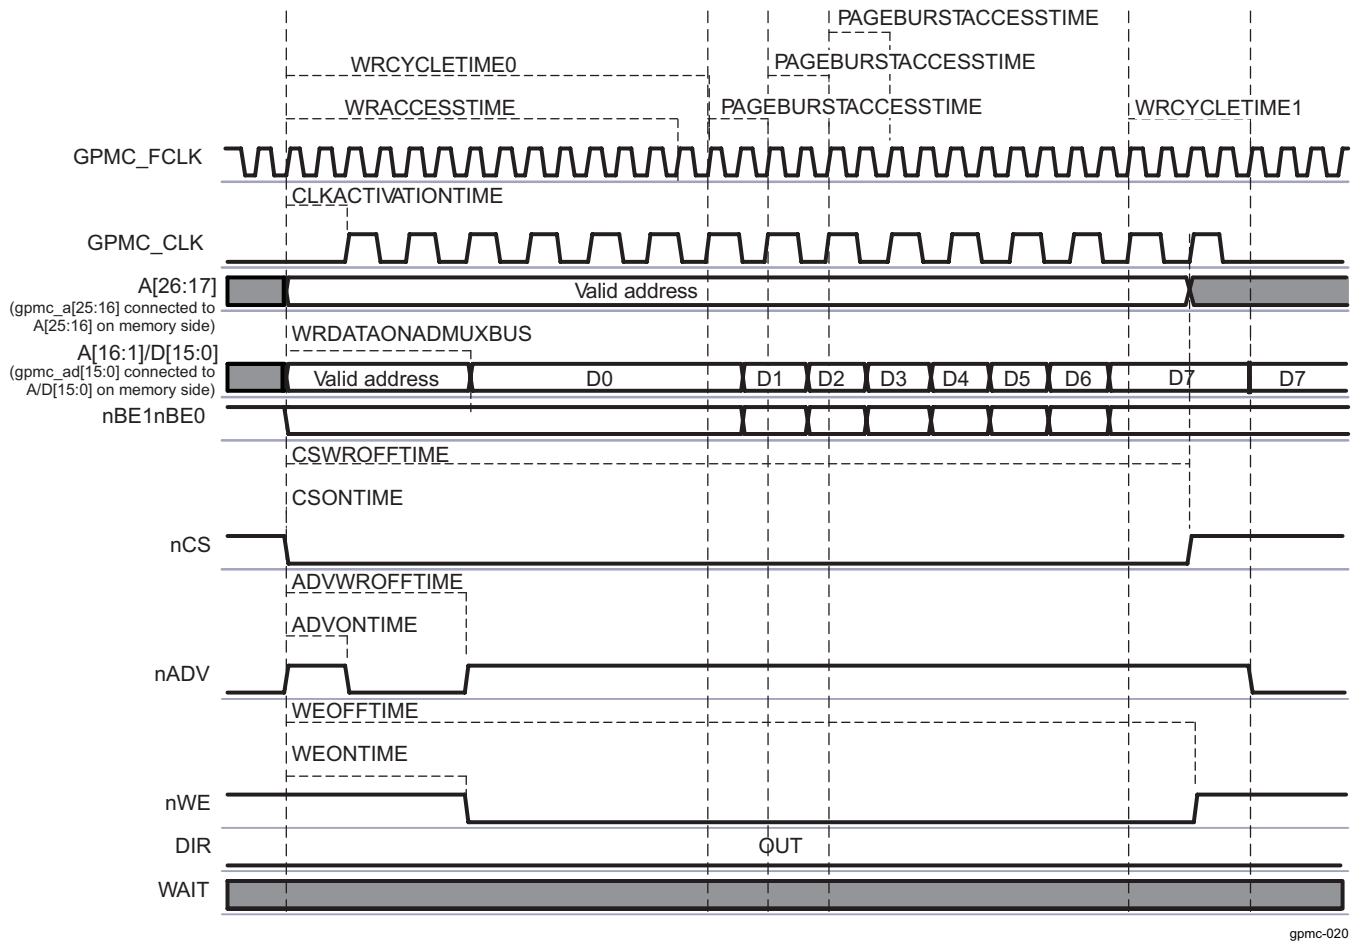 PAGEBURSTACCESSTIME
WRCYCLETIME0
PAGEBURSTACCESSTIME
WRACCESSTIME
PAGEBURSTACCESSTIME
WRCYCLETIME1
GPMC_FCLK
CLKACTIVATIONTIME
GPMC_CLK
A[26:17]
(gpmc_a[25:16] connected to
A[25:16] on memory side)
Valid address
WRDATAONADMUXBUS
A[16:1]/D[15:0]
(gpmc_ad[15:0] connected to
A/D[15:0] on memory side)
Valid address D0 D1 D2 D3 D4 D5 D6 D7 D7
nBE1nBE0
CSWROFFTIME
CSONTIME
nCS
ADVWROFFTIME
ADVONTIME
nADV
WEOFFTIME
WEONTIME
nWE
DIR OUT
WAIT
gpmc-020